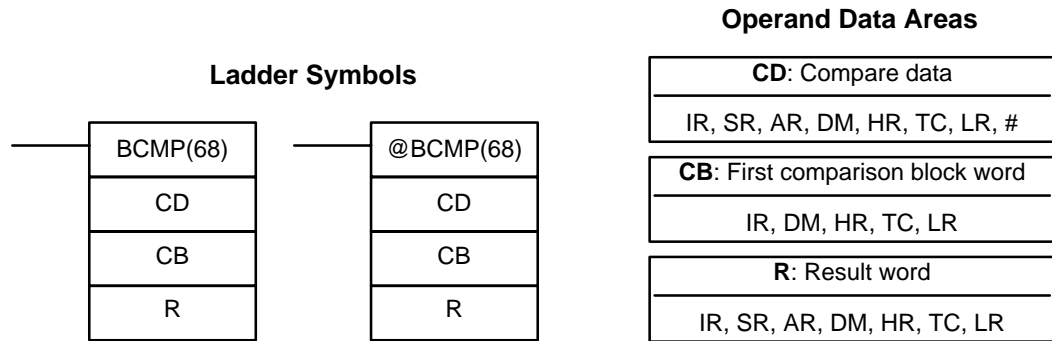 Ladder Symbols
BCMP(68)
CD
CB
R
@BCMP(68)
CD
CB
R
Operand Data Areas
CD: Compare data
IR, SR, AR, DM, HR, TC, LR, #
CB: First comparison block word
IR, DM, HR, TC, LR
R: Result word
IR, SR, AR, DM, HR, TC, LR